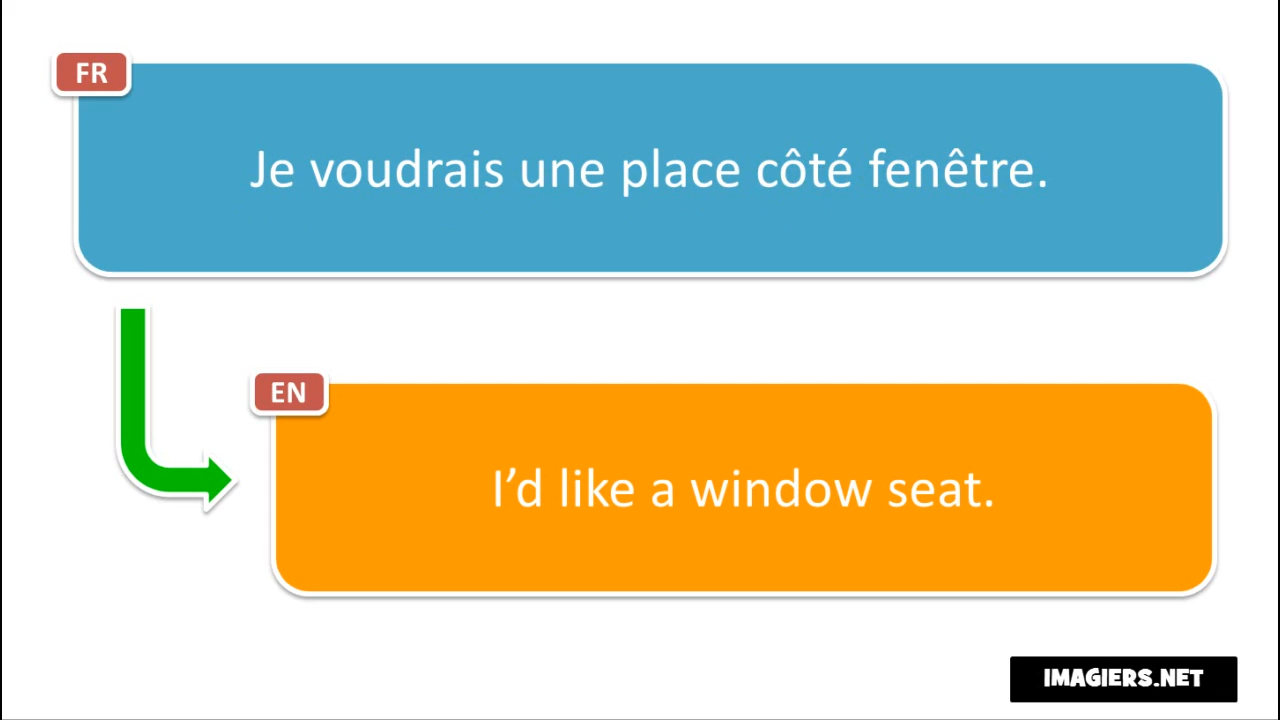 FR
Je voudrais une place côté fenêtre.
EN
I’d like a window seat.
IMAGIERS.NET